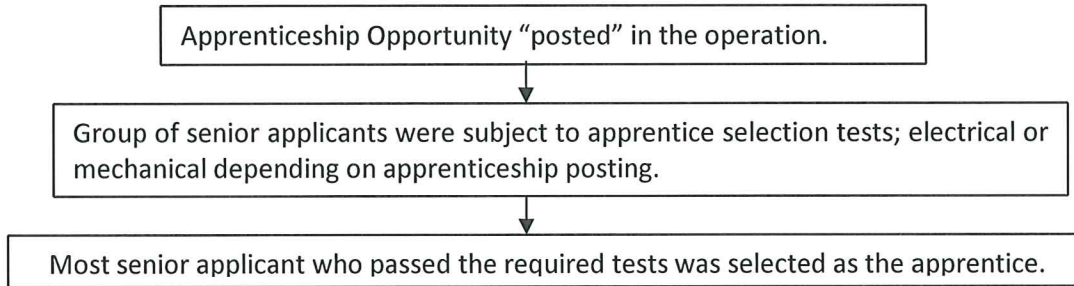 Apprenticeship Opportunity “posted” in the operation.
Group of senior applicants were subject to apprentice selection tests; electrical or
mechanical depending on apprenticeship posting.
Most senior applicant who passed the required tests was selected as the apprentice.